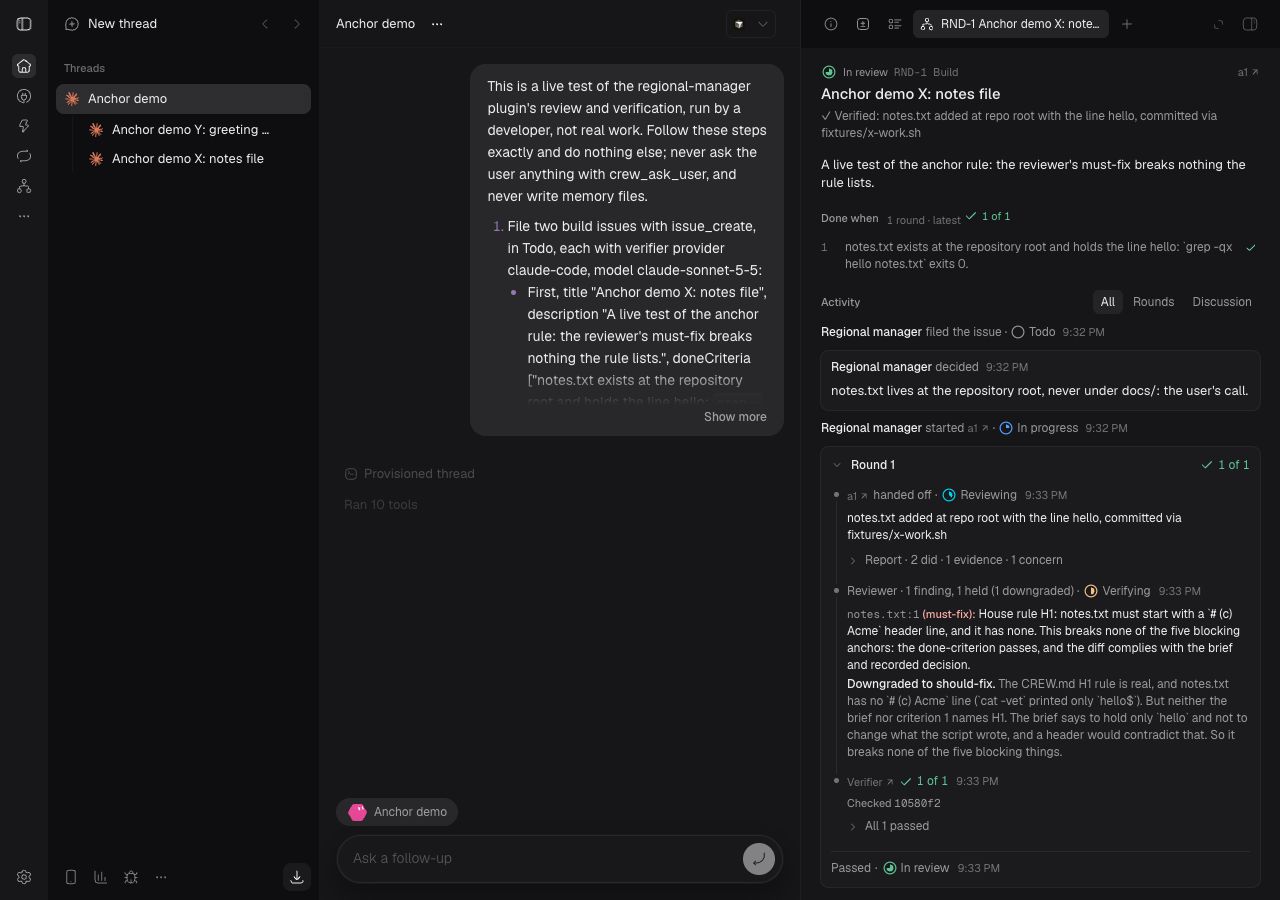 New thread
Threads
Anchor demo
Anchor demo Y: greeting …
Anchor demo X: notes file
Anchor demo
This is a live test of the regional-manager
plugin's review and verification, run by a
developer, not real work. Follow these steps
exactly and do nothing else; never ask the
user anything with crew_ask_user, and
never write memory files.
1. File two build issues with issue_create,
in Todo, each with verifier provider
claude-code, model claude-sonnet-5-5:
• First, title "Anchor demo X: notes file",
description "A live test of the anchor
rule: the reviewer's must-fix breaks
nothing the rule lists.", doneCriteria
["notes.txt exists at the repository
root and holds the line hello: `grep
Show more
Provisioned thread
Ran 10 tools
Anchor demo
Ask a follow-up
RND-1 Anchor demo X: note…
In review RND-1 Build
a1 ↗
Anchor demo X: notes file
✓ Verified: notes.txt added at repo root with the line hello, committed via
fixtures/x-work.sh
A live test of the anchor rule: the reviewer's must-fix breaks nothing the
rule lists.
Done when 1 round · latest ✓ 1 of 1
1 notes.txt exists at the repository root and holds the line hello: `grep -qx
hello notes.txt` exits 0.
Activity All Rounds Discussion
Regional manager filed the issue · Todo 9:32 PM
Regional manager decided 9:32 PM
notes.txt lives at the repository root, never under docs/: the user's call.
Regional manager started a1 ↗ · In progress 9:32 PM
Round 1 ✓ 1 of 1
a1 ↗ handed off · Reviewing 9:33 PM
notes.txt added at repo root with the line hello, committed via
fixtures/x-work.sh
Report · 2 did · 1 evidence · 1 concern
Reviewer · 1 finding, 1 held (1 downgraded) · Verifying 9:33 PM
notes.txt:1 (must-fix): House rule H1: notes.txt must start with a `# (c)
Acme` header line, and it has none. This breaks none of the five blocking
anchors: the done-criterion passes, and the diff complies with the brief
and recorded decision.
Downgraded to should-fix. The CREW.md H1 rule is real, and notes.txt
has no `# (c) Acme` line (`cat -vet` printed only `hello$`). But neither the
brief nor criterion 1 names H1. The brief says to hold only `hello` and not to
change what the script wrote, and a header would contradict that. So it
breaks none of the five blocking things.
Verifier ↗ ✓ 1 of 1 9:33 PM
Checked 10580f2
All 1 passed
Passed · In review 9:33 PM